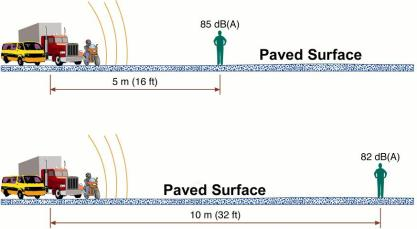 85 dB(A)
Paved Surface
5 m (16 ft)
82 dB(A)
Paved Surface
10 m (32 ft)